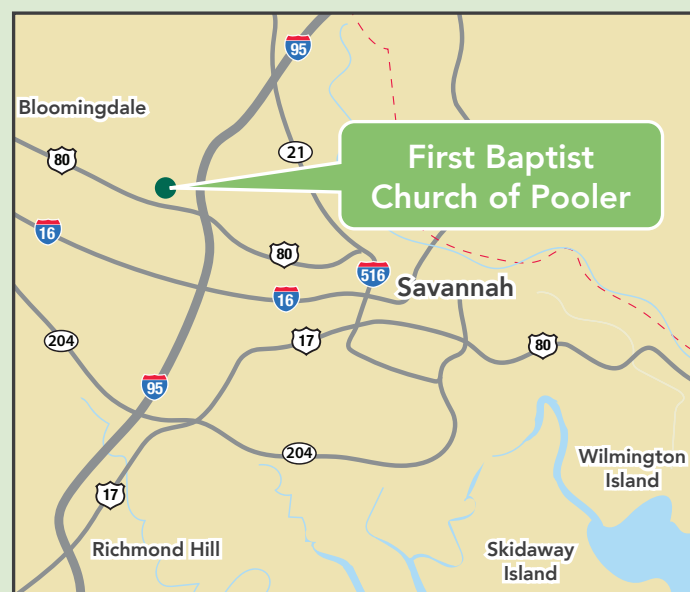 95
Bloomingdale
80
21
First Baptist
Church of Pooler
16
80
516
Savannah
16
204
17
80
95
204
Wilmington
Island
17
Richmond Hill
Skidaway
Island